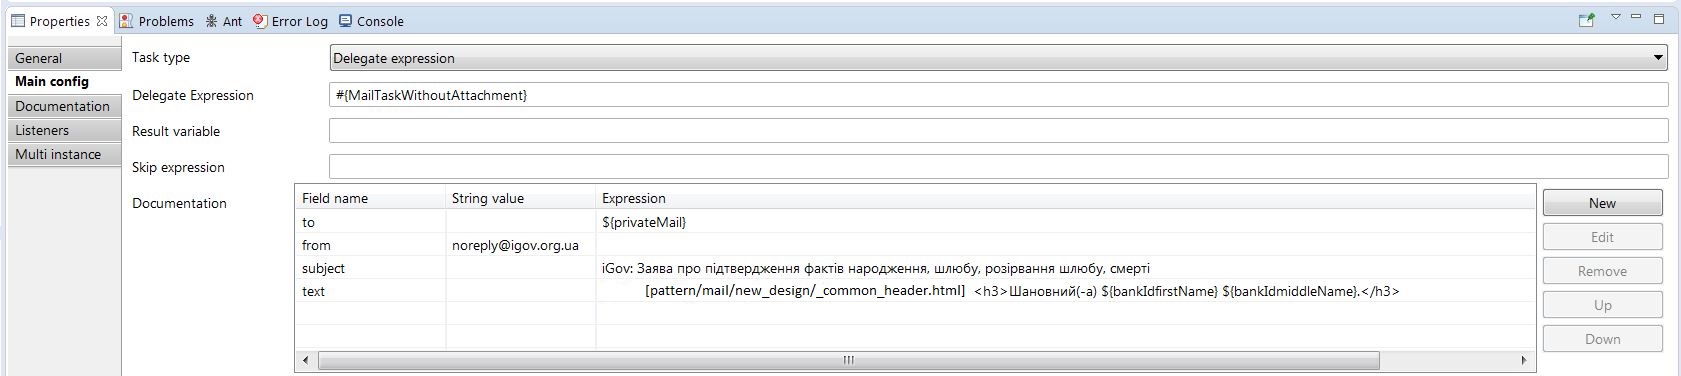 Properties Problems Ant Error Log Console
General
Main config
Documentation
Listeners
Multi instance
Task type Delegate expression
Delegate Expression #{MailTaskWithoutAttachment}
Result variable
Skip expression
Documentation
Field name String value Expression
to ${privateMail}
from noreply@igov.org.ua
subject iGov: Заява про підтвердження фактів народження, шлюбу, розірвання шлюбу, смерті
text [pattern/mail/new_design/_common_header.html] <h3>Шановний(-а) ${bankIdfirstName} ${bankIdmiddleName}.</h3>
New
Edit
Remove
Up
Down